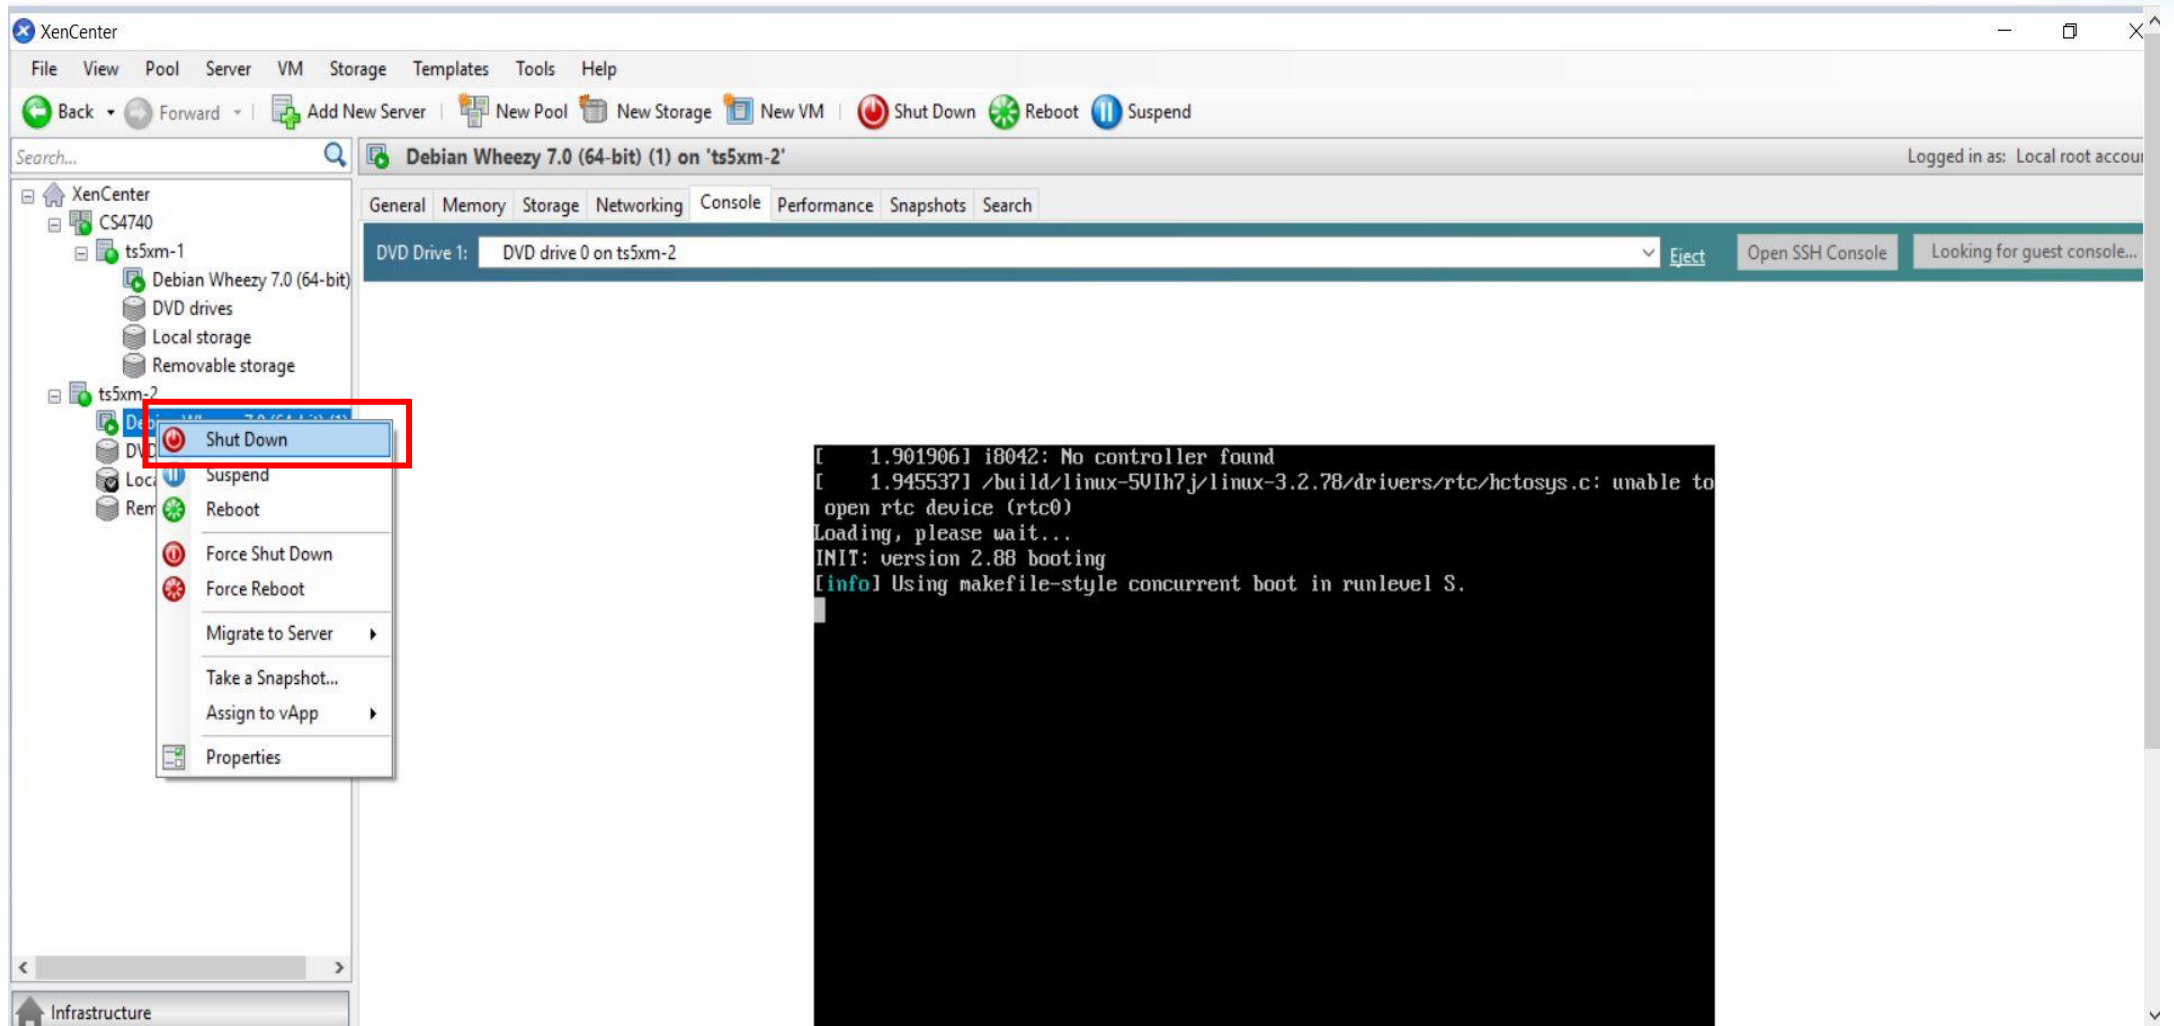 XenCenter
File View Pool Server VM Storage Templates Tools Help
Back Forward Add New Server New Pool New Storage New VM Shut Down Reboot Suspend
Search...
Debian Wheezy 7.0 (64-bit) (1) on 'ts5xm-2'
Logged in as: Local root accou
XenCenter
CS4740
ts5xm-1
Debian Wheezy 7.0 (64-bit)
DVD drives
Local storage
Removable storage
ts5xm-2
Shut Down
Suspend
Reboot
Force Shut Down
Force Reboot
Migrate to Server
Take a Snapshot...
Assign to vApp
Properties
Infrastructure
General Memory Storage Networking Console Performance Snapshots Search
DVD Drive 1: DVD drive 0 on ts5xm-2 Eject Open SSH Console Looking for guest console...
[ 1.901906] i8042: No controller found
[ 1.945537] /build/linux-5VIh7j/linux-3.2.78/drivers/rtc/hctosys.c: unable to
open rtc device (rtc0)
Loading, please wait...
INIT: version 2.88 booting
[info] Using makefile-style concurrent boot in runlevel S.